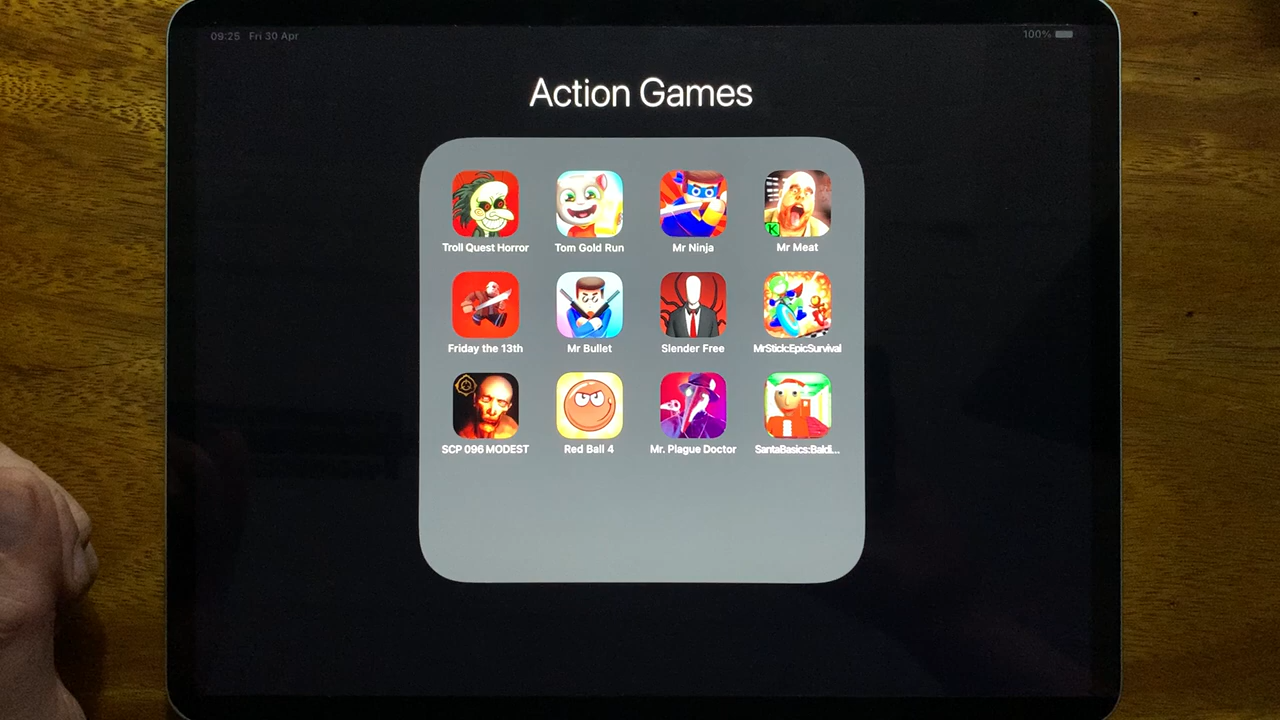 09:25 Fri 30 Apr
100%
Action Games
Troll Quest Horror
Tom Gold Run
Mr Ninja
Mr Meat
Friday the 13th
Mr Bullet
Slender Free
MrStick:EpicSurvival
SCP 096 MODEST
Red Ball 4
Mr. Plague Doctor
SantaBasics:Baldi...